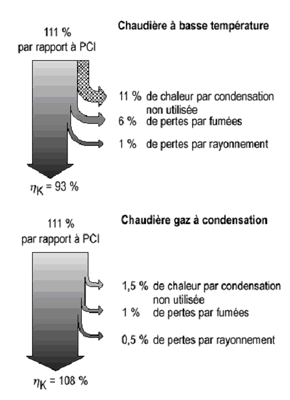 111 %
par rapport à PCI
Chaudière à basse température
11 % de chaleur par condensation
non utilisée
6 % de pertes par fumées
1 % de pertes par rayonnement
ηK = 93 %
111 %
par rapport à PCI
Chaudière gaz à condensation
1,5 % de chaleur par condensation
non utilisée
1 % de pertes par fumées
0,5 % de pertes par rayonnement
ηK = 108 %